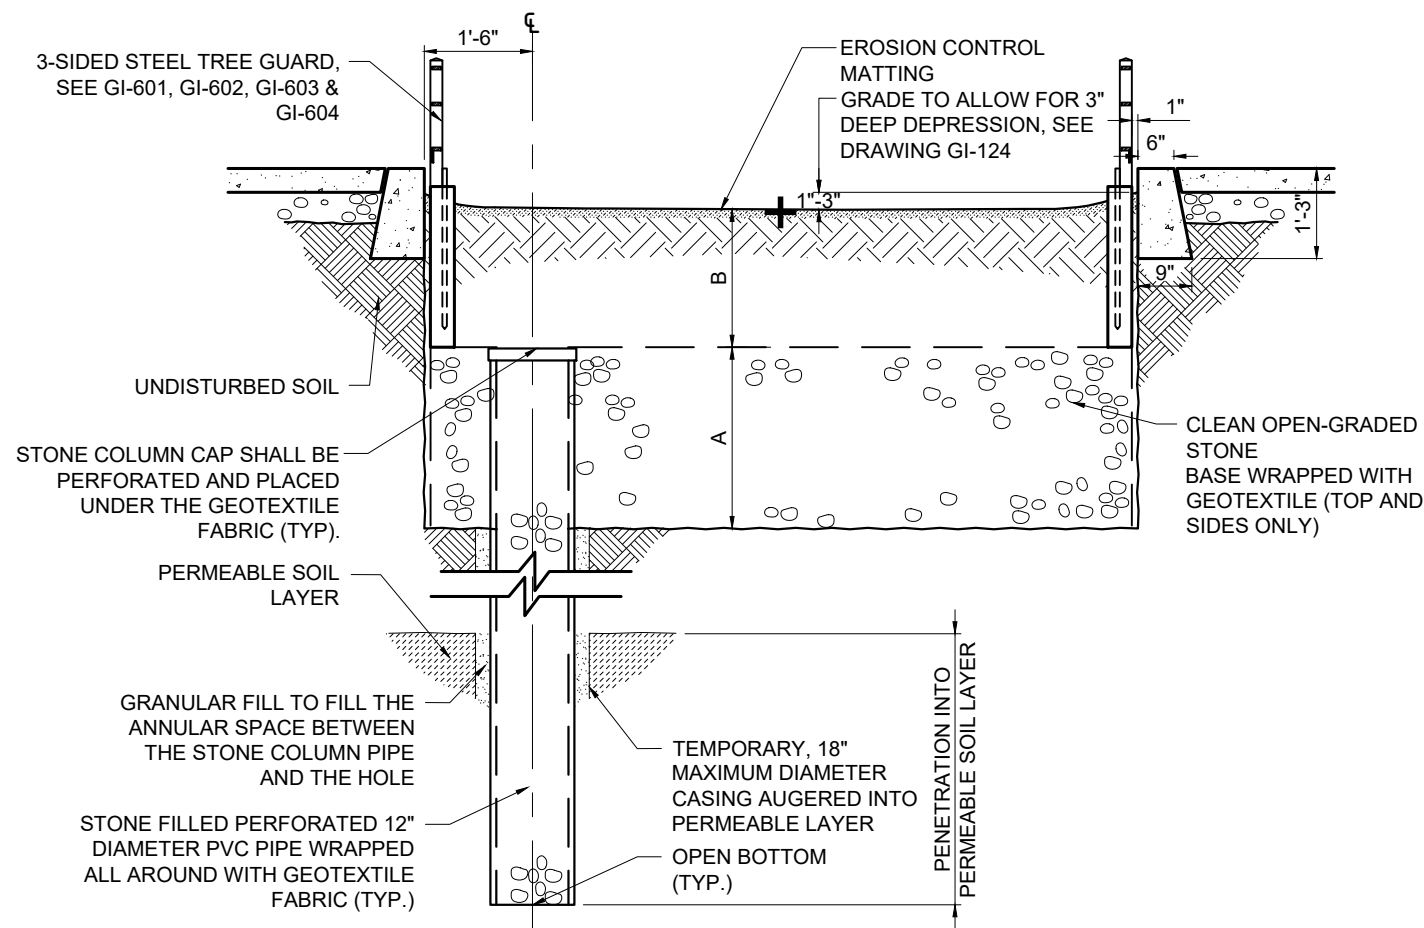 ℄
1'-6"
3-SIDED STEEL TREE GUARD,
SEE GI-601, GI-602, GI-603 &
GI-604
EROSION CONTROL
MATTING
GRADE TO ALLOW FOR 3"
DEEP DEPRESSION, SEE
DRAWING GI-124
1"
6"
1"-3"
1'-3"
9"
B
A
UNDISTURBED SOIL
STONE COLUMN CAP SHALL BE
PERFORATED AND PLACED
UNDER THE GEOTEXTILE
FABRIC (TYP).
CLEAN OPEN-GRADED
STONE
BASE WRAPPED WITH
GEOTEXTILE (TOP AND
SIDES ONLY)
PERMEABLE SOIL
LAYER
GRANULAR FILL TO FILL THE
ANNULAR SPACE BETWEEN
THE STONE COLUMN PIPE
AND THE HOLE
STONE FILLED PERFORATED 12"
DIAMETER PVC PIPE WRAPPED
ALL AROUND WITH GEOTEXTILE
FABRIC (TYP.)
TEMPORARY, 18"
MAXIMUM DIAMETER
CASING AUGERED INTO
PERMEABLE LAYER
OPEN BOTTOM
(TYP.)
PENETRATION INTO
PERMEABLE SOIL LAYER